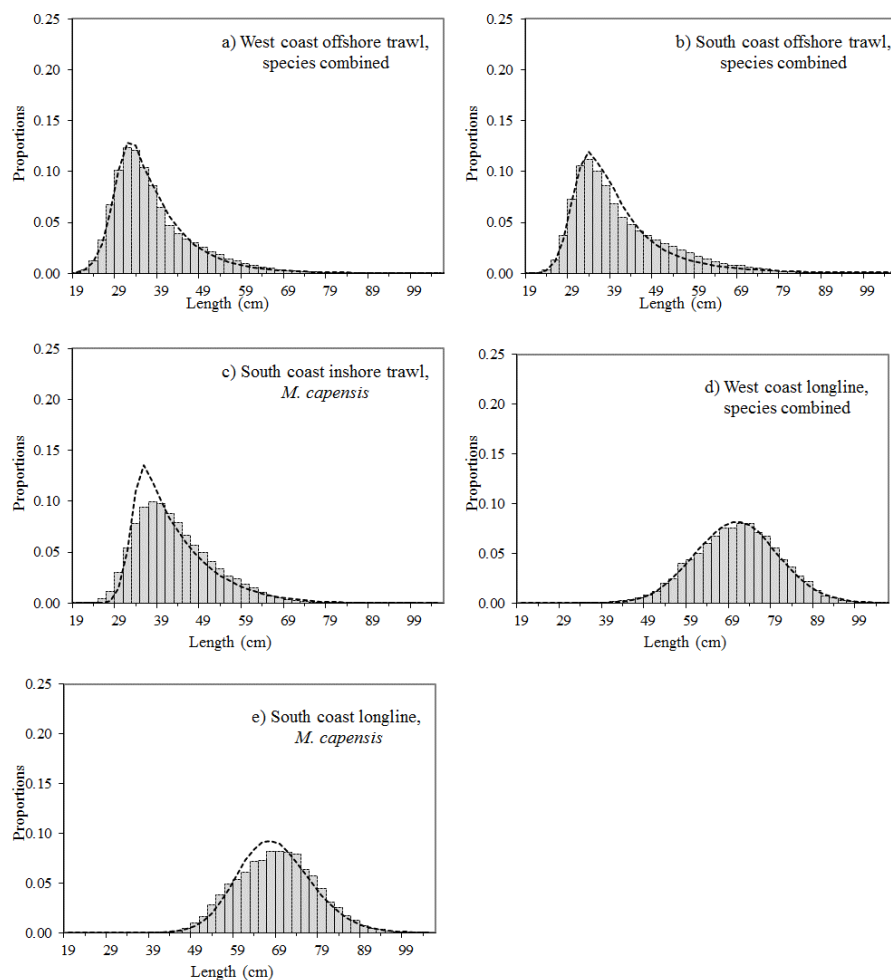 a) West coast offshore trawl,
species combined
Proportions
0.25
0.20
0.15
0.10
0.05
0.00
19 29 39 49 59 69 79 89 99
Length (cm)
b) South coast offshore trawl,
species combined
Proportions
0.25
0.20
0.15
0.10
0.05
0.00
19 29 39 49 59 69 79 89 99
Length (cm)
c) South coast inshore trawl,
M. capensis
Proportions
0.25
0.20
0.15
0.10
0.05
0.00
19 29 39 49 59 69 79 89 99
Length (cm)
d) West coast longline,
species combined
Proportions
0.25
0.20
0.15
0.10
0.05
0.00
19 29 39 49 59 69 79 89 99
Length (cm)
e) South coast longline,
M. capensis
Proportions
0.25
0.20
0.15
0.10
0.05
0.00
19 29 39 49 59 69 79 89 99
Length (cm)